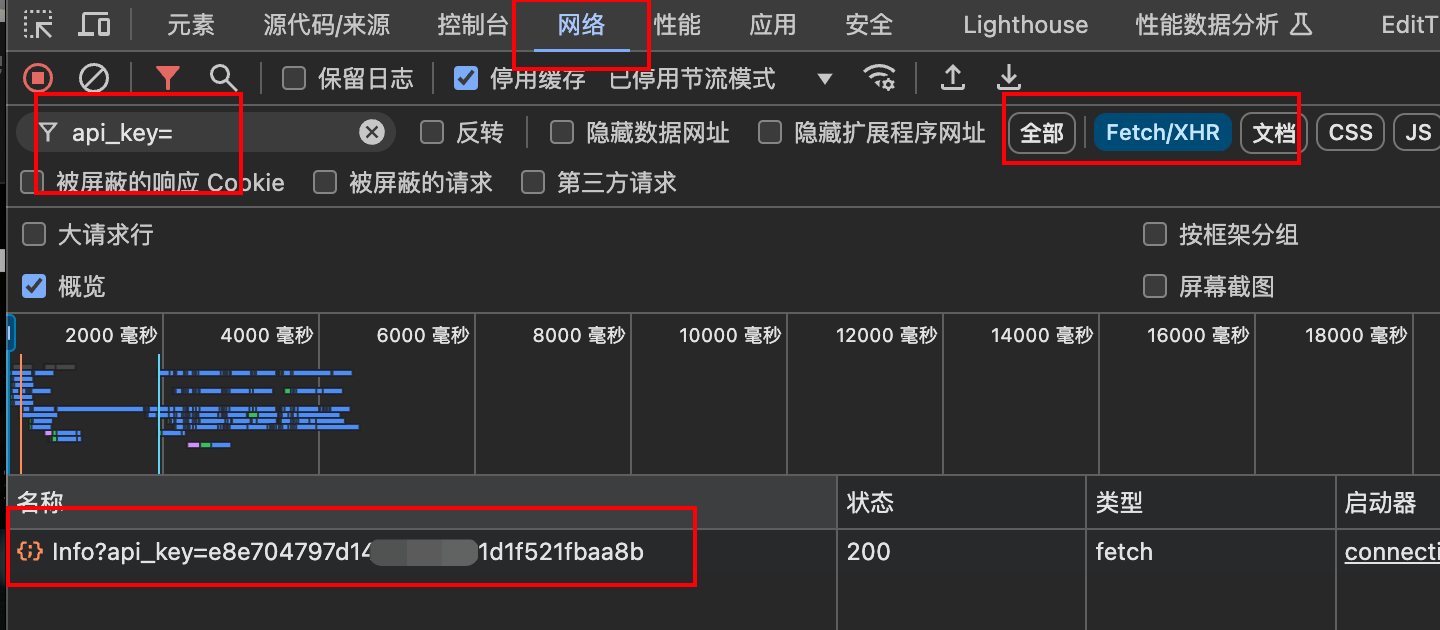 元素 源代码/来源 控制台 网络 性能 应用 安全 Lighthouse 性能数据分析 EditT
保留日志 停用缓存 已停用节流模式
api_key= 反转 隐藏数据网址 隐藏扩展程序网址 全部 Fetch/XHR 文档 CSS JS
被屏蔽的响应 Cookie 被屏蔽的请求 第三方请求
大请求行 按框架分组
概览 屏幕截图
2000 毫秒 4000 毫秒 6000 毫秒 8000 毫秒 10000 毫秒 12000 毫秒 14000 毫秒 16000 毫秒 18000 毫秒
名称 状态 类型 启动器
Info?api_key=e8e704797d14 1d1f521fbaa8b 200 fetch connecti